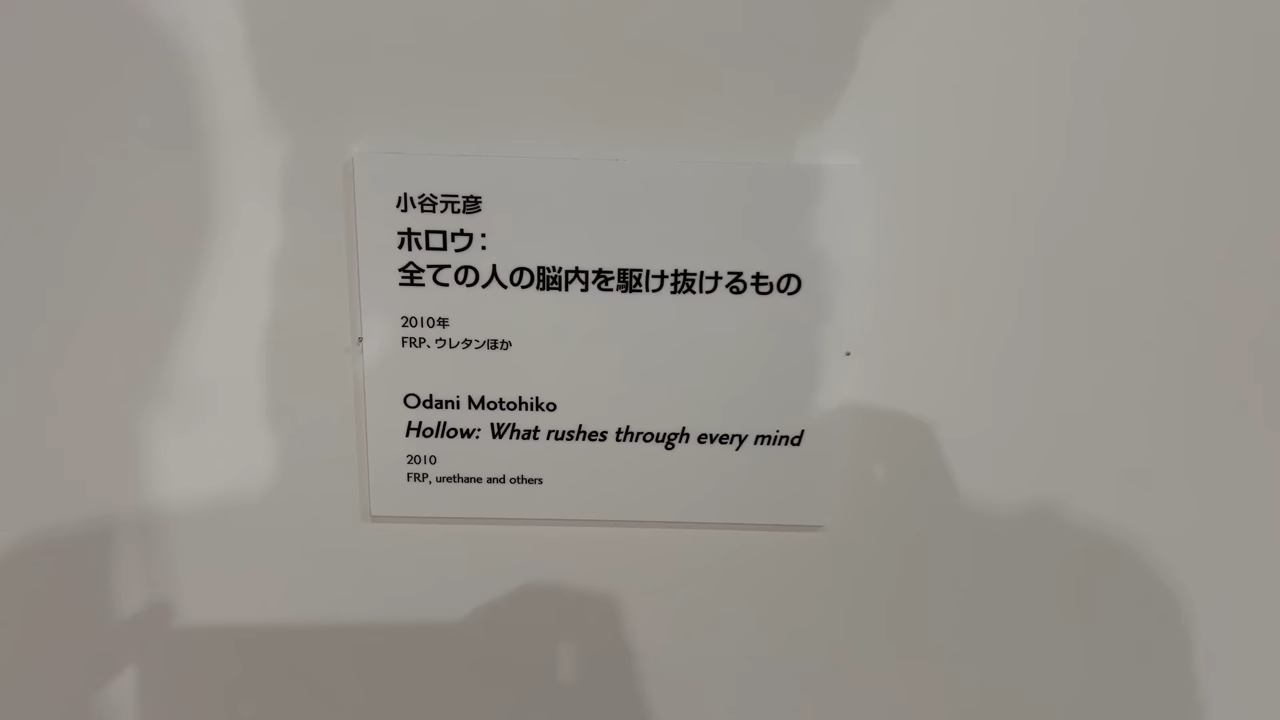 小谷元彦
ホロウ：
全ての人の脳内を駆け抜けるもの
2010年
FRP、ウレタンほか
Odani Motohiko
Hollow: What rushes through every mind
2010
FRP, urethane and others